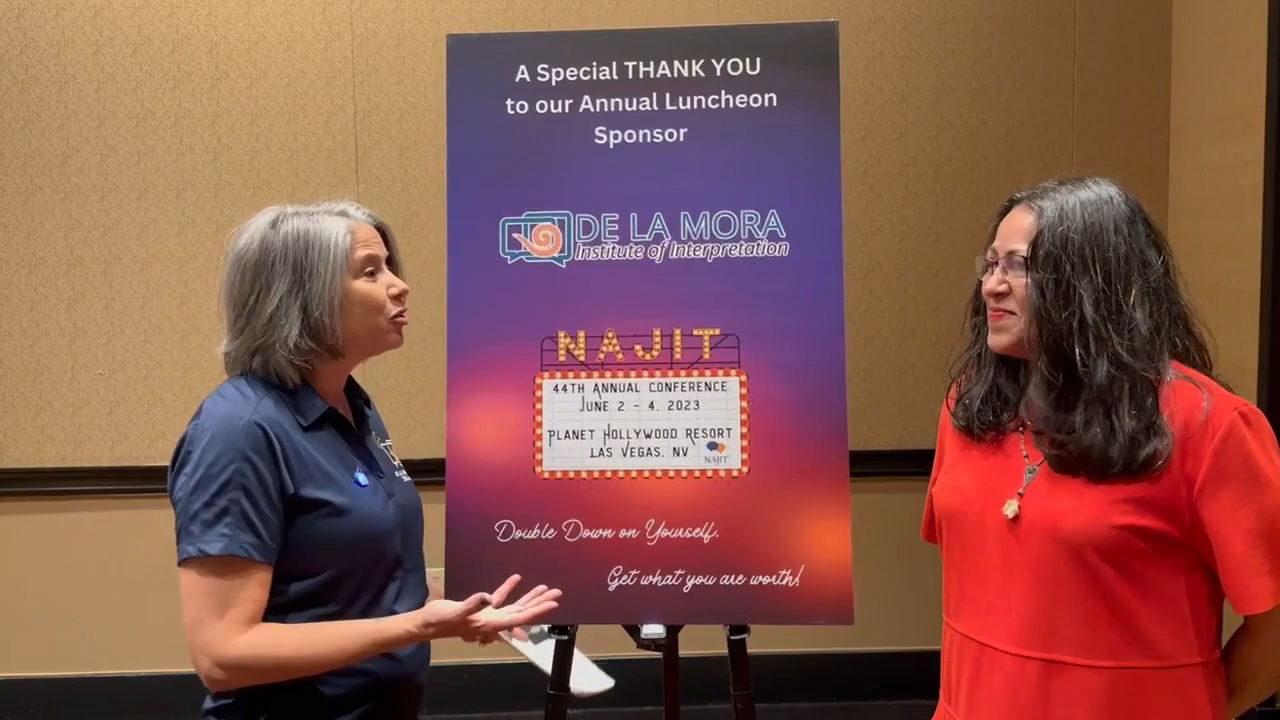 A Special THANK YOU
to our Annual Luncheon
Sponsor
DE LA MORA
Institute of Interpretation
NAJIT
44TH ANNUAL CONFERENCE
JUNE 2 - 4, 2023
PLANET HOLLYWOOD RESORT
LAS VEGAS, NV
NAJIT
Double Down on Yourself.
Get what you are worth!